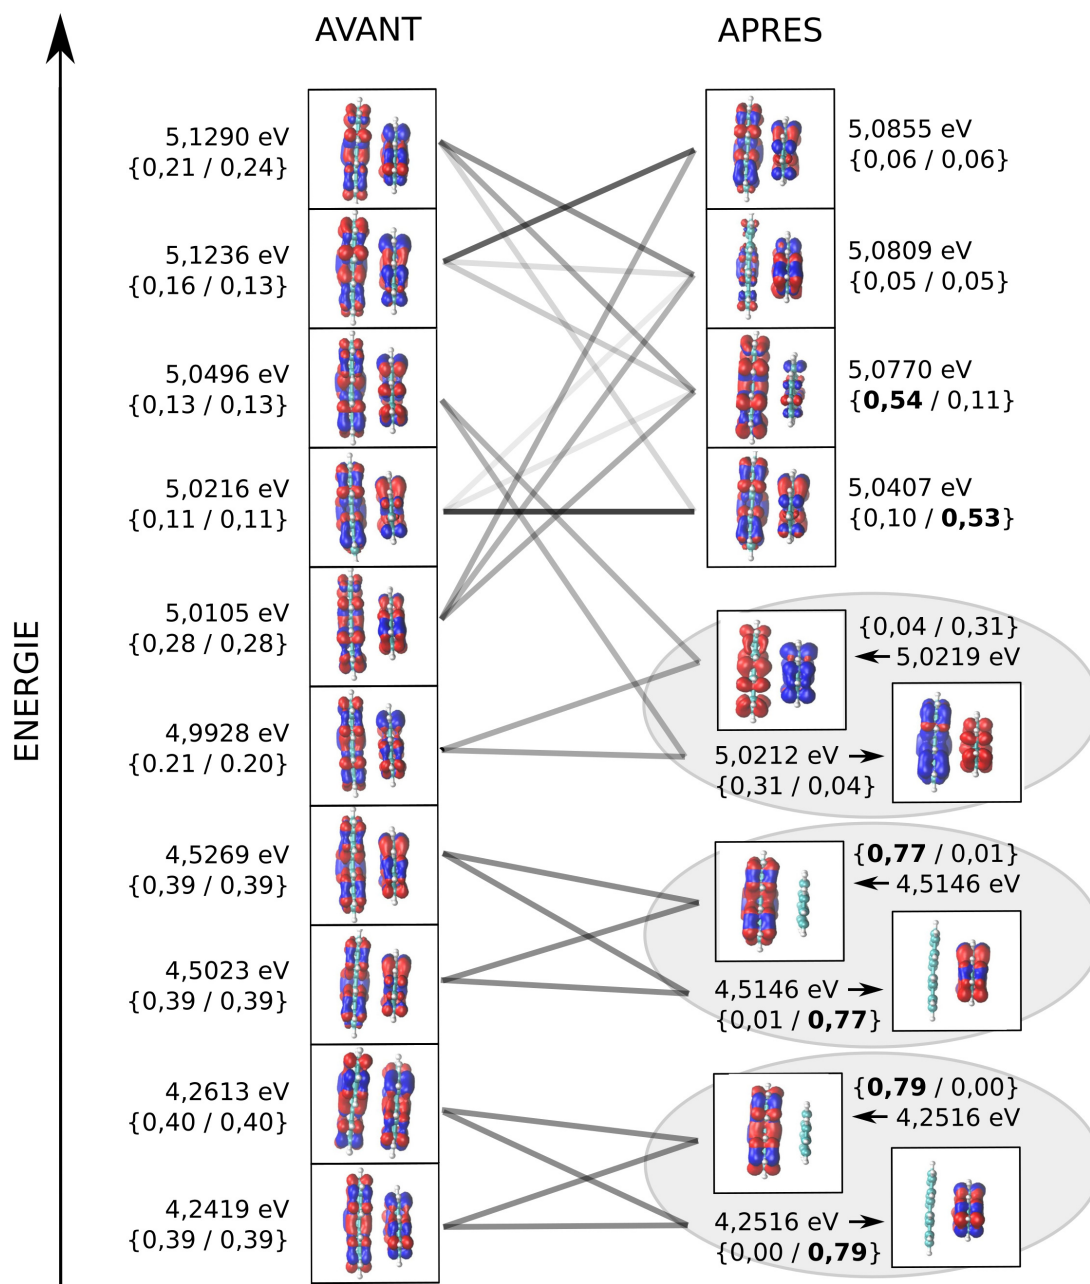 AVANT
APRES
ENERGIE
5,1290 eV
{0,21 / 0,24}
5,1236 eV
{0,16 / 0,13}
5,0496 eV
{0,13 / 0,13}
5,0216 eV
{0,11 / 0,11}
5,0105 eV
{0,28 / 0,28}
4,9928 eV
{0.21 / 0.20}
4,5269 eV
{0,39 / 0,39}
4,5023 eV
{0,39 / 0,39}
4,2613 eV
{0,40 / 0,40}
4,2419 eV
{0,39 / 0,39}
5,0855 eV
{0,06 / 0,06}
5,0809 eV
{0,05 / 0,05}
5,0770 eV
{0,54 / 0,11}
5,0407 eV
{0,10 / 0,53}
{0,04 / 0,31}
5,0219 eV
5,0212 eV
{0,31 / 0,04}
{0,77 / 0,01}
4,5146 eV
4,5146 eV
{0,01 / 0,77}
{0,79 / 0,00}
4,2516 eV
4,2516 eV
{0,00 / 0,79}